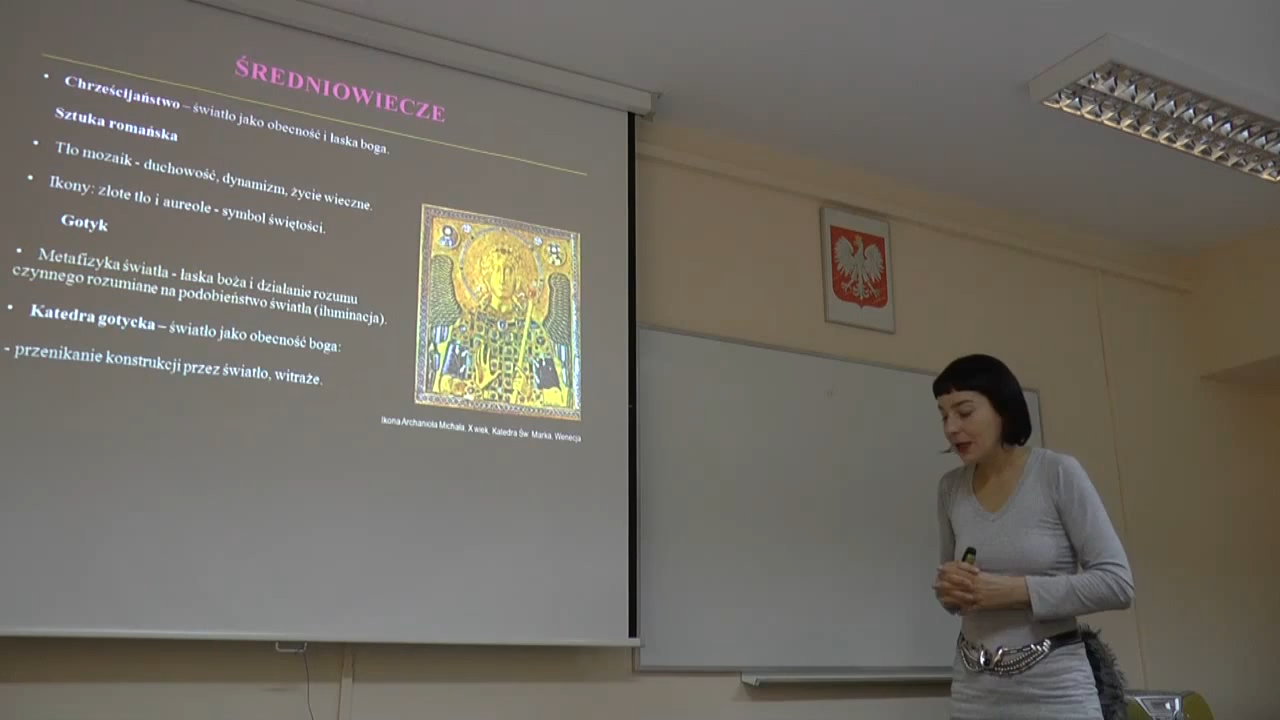 ŚREDNIOWIECZE
• Chrześcijaństwo – światło jako obecność i łaska boga.
Sztuka romańska
• Tło mozaik - duchowość, dynamizm, życie wieczne.
• Ikony: złote tło i aureole - symbol świętości.
Gotyk
• Metafizyka światła - łaska boża i działanie rozumu
czynnego rozumiane na podobieństwo światła (iluminacja).
• Katedra gotycka – światło jako obecność boga:
- przenikanie konstrukcji przez światło, witraże.
Ikona Archanioła Michała, X wiek, Katedra Św. Marka, Wenecja